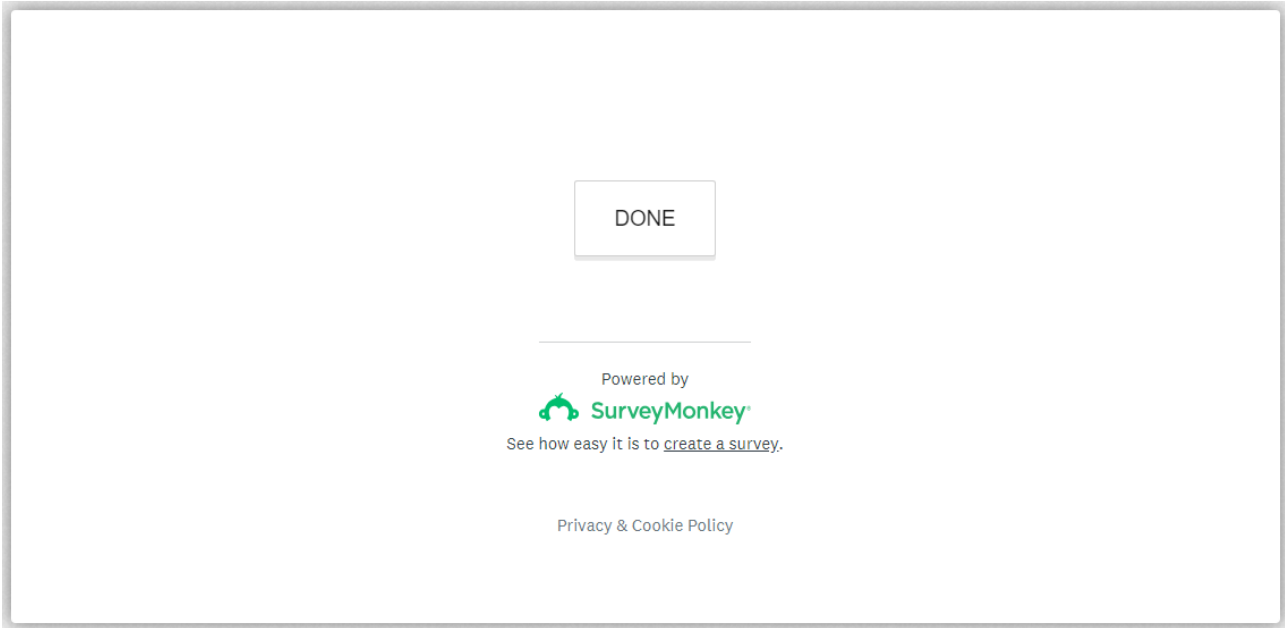 DONE
Powered by
SurveyMonkey®
See how easy it is to create a survey.
Privacy & Cookie Policy